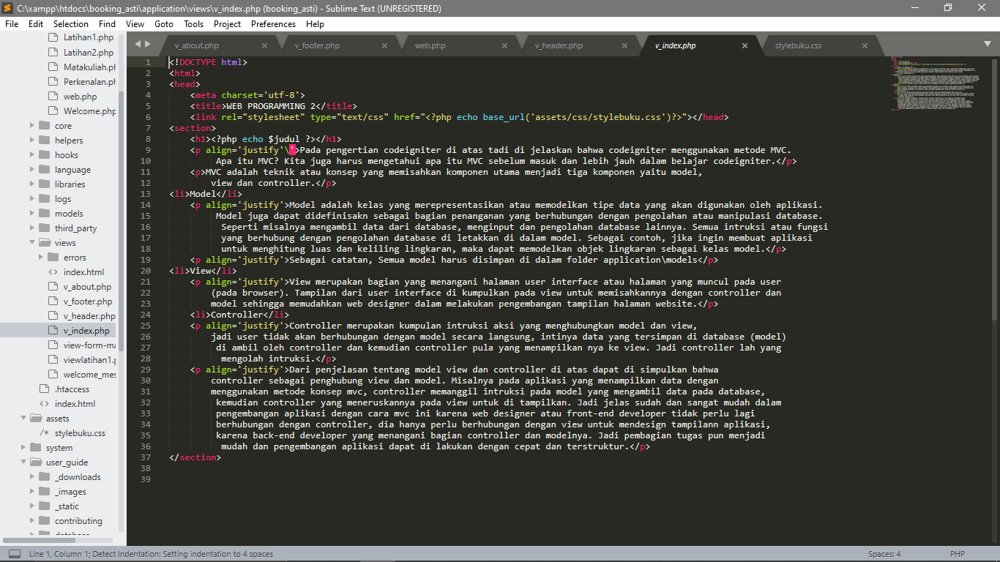 C:\xampp\htdocs\booking_asti\application\views\v_index.php (booking_asti) - Sublime Text (UNREGISTERED)
File Edit Selection Find View Goto Tools Project Preferences Help
Latihan1.php
Latihan2.php
Matakuliah.ph
Perkenalan.ph
web.php
Welcome.php
core
helpers
hooks
language
libraries
logs
models
third_party
views
errors
index.html
v_about.php
v_footer.php
v_header.php
v_index.php
view-form-ma
viewlatihan1.p
welcome_mes
.htaccess
index.html
assets
stylebuku.css
system
user_guide
_downloads
_images
_static
contributing
v_about.php v_footer.php web.php v_header.php v_index.php stylebuku.css
1 <!DOCTYPE html>
2 <html>
3 <head>
4 <meta charset='utf-8'>
5 <title>WEB PROGRAMMING 2</title>
6 <link rel="stylesheet" type="text/css" href="<?php echo base_url('assets/css/stylebuku.css')?>"></head>
7 <section>
8 <h1><?php echo $judul ?></h1>
9 <p align='justify'\'>Pada pengertian codeigniter di atas tadi di jelaskan bahwa codeigniter menggunakan metode MVC.
10 Apa itu MVC? Kita juga harus mengetahui apa itu MVC sebelum masuk dan lebih jauh dalam belajar codeigniter.</p>
11 <p>MVC adalah teknik atau konsep yang memisahkan komponen utama menjadi tiga komponen yaitu model,
12 view dan controller.</p>
13 <li>Model</li>
14 <p align='justify'>Model adalah kelas yang merepresentasikan atau memodelkan tipe data yang akan digunakan oleh aplikasi.
15 Model juga dapat didefinisakn sebagai bagian penanganan yang berhubungan dengan pengolahan atau manipulasi database.
16 Seperti misalnya mengambil data dari database, menginput dan pengolahan database lainnya. Semua intruksi atau fungsi
17 yang berhubung dengan pengolahan database di letakkan di dalam model. Sebagai contoh, jika ingin membuat aplikasi
18 untuk menghitung luas dan keliling lingkaran, maka dapat memodelkan objek lingkaran sebagai kelas model.</p>
19 <p align='justify'>Sebagai catatan, Semua model harus disimpan di dalam folder application\models</p>
20 <li>View</li>
21 <p align='justify'>View merupakan bagian yang menangani halaman user interface atau halaman yang muncul pada user
22 (pada browser). Tampilan dari user interface di kumpulkan pada view untuk memisahkannya dengan controller dan
23 model sehingga memudahkan web designer dalam melakukan pengembangan tampilan halaman website.</p>
24 <li>Controller</li>
25 <p align='justify'>Controller merupakan kumpulan intruksi aksi yang menghubungkan model dan view,
26 jadi user tidak akan berhubungan dengan model secara langsung, intinya data yang tersimpan di database (model)
27 di ambil oleh controller dan kemudian controller pula yang menampilkan nya ke view. Jadi controller lah yang
28 mengolah intruksi.</p>
29 <p align='justify'>Dari penjelasan tentang model view dan controller di atas dapat di simpulkan bahwa
30 controller sebagai penghubung view dan model. Misalnya pada aplikasi yang menampilkan data dengan
31 menggunakan metode konsep mvc, controller memanggil intruksi pada model yang mengambil data pada database,
32 kemudian controller yang meneruskannya pada view untuk di tampilkan. Jadi jelas sudah dan sangat mudah dalam
33 pengembangan aplikasi dengan cara mvc ini karena web designer atau front-end developer tidak perlu lagi
34 berhubungan dengan controller, dia hanya perlu berhubungan dengan view untuk mendesign tampilann aplikasi,
35 karena back-end developer yang menangani bagian controller dan modelnya. Jadi pembagian tugas pun menjadi
36 mudah dan pengembangan aplikasi dapat di lakukan dengan cepat dan terstruktur.</p>
37 </section>
38
39
Line 1, Column 1; Detect Indentation: Setting indentation to 4 spaces Spaces: 4 PHP